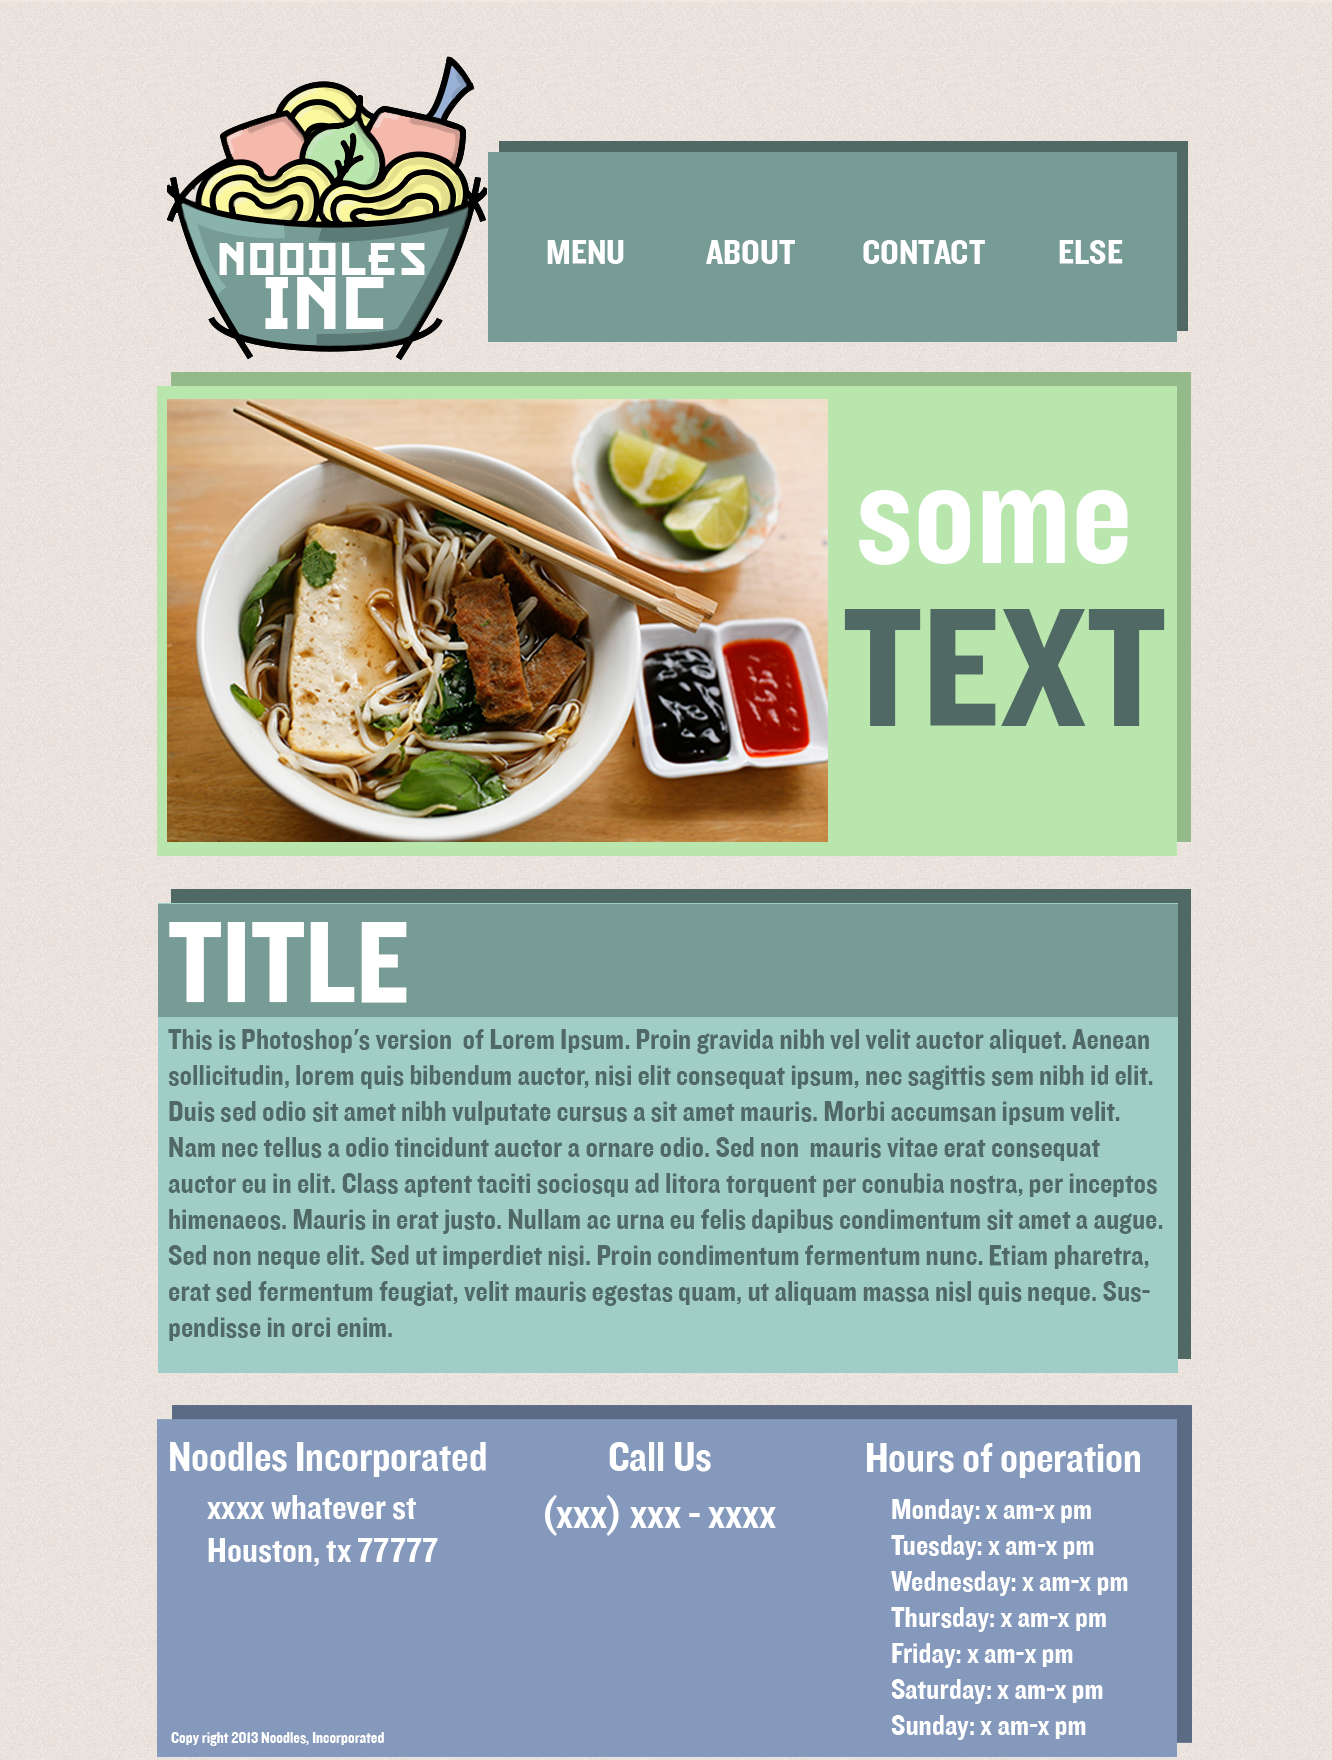 NOODLES
INC
MENU ABOUT CONTACT ELSE
some
TEXT
TITLE
This is Photoshop's version  of Lorem Ipsum. Proin gravida nibh vel velit auctor aliquet. Aenean
sollicitudin, lorem quis bibendum auctor, nisi elit consequat ipsum, nec sagittis sem nibh id elit.
Duis sed odio sit amet nibh vulputate cursus a sit amet mauris. Morbi accumsan ipsum velit.
Nam nec tellus a odio tincidunt auctor a ornare odio. Sed non  mauris vitae erat consequat
auctor eu in elit. Class aptent taciti sociosqu ad litora torquent per conubia nostra, per inceptos
himenaeos. Mauris in erat justo. Nullam ac urna eu felis dapibus condimentum sit amet a augue.
Sed non neque elit. Sed ut imperdiet nisi. Proin condimentum fermentum nunc. Etiam pharetra,
erat sed fermentum feugiat, velit mauris egestas quam, ut aliquam massa nisl quis neque. Sus-
pendisse in orci enim.
Noodles Incorporated
xxxx whatever st
Houston, tx 77777
Call Us
(xxx) xxx - xxxx
Hours of operation
Monday: x am-x pm
Tuesday: x am-x pm
Wednesday: x am-x pm
Thursday: x am-x pm
Friday: x am-x pm
Saturday: x am-x pm
Sunday: x am-x pm
Copy right 2013 Noodles, Incorporated